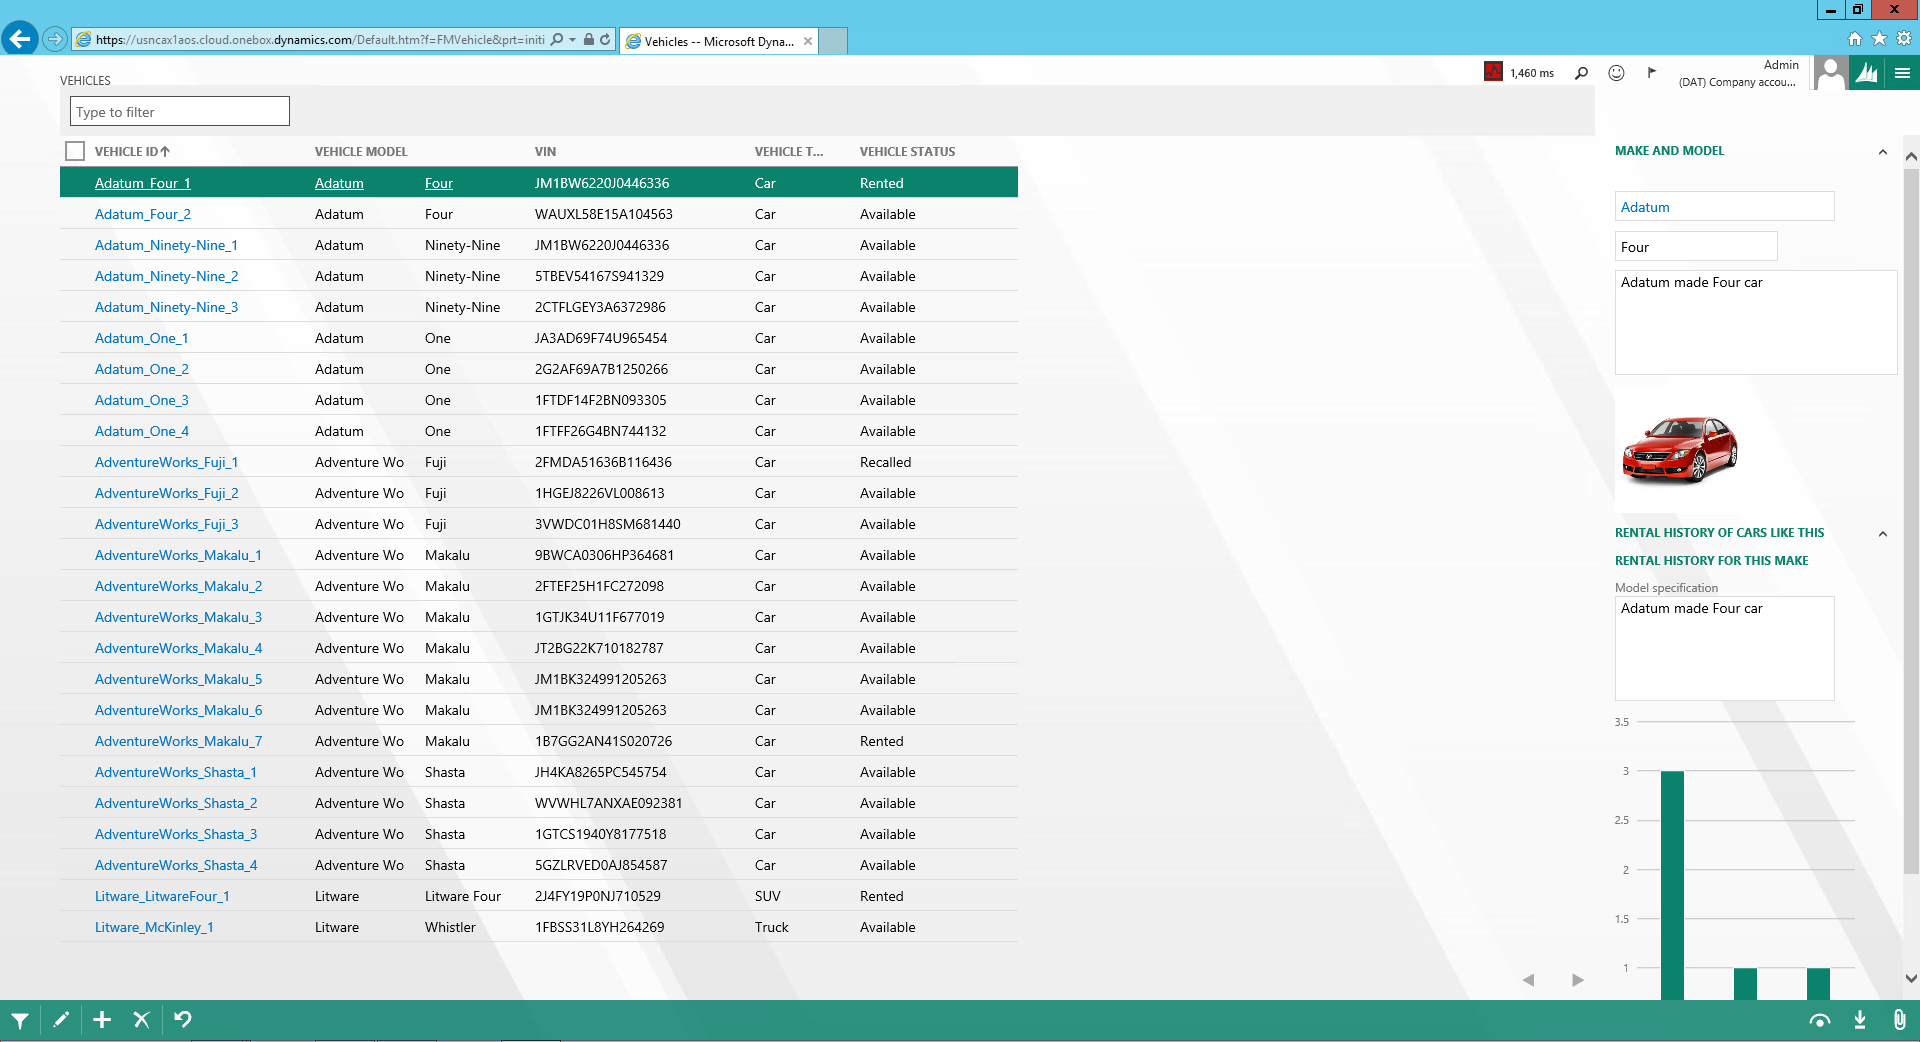 https://usncax1aos.cloud.onebox.dynamics.com/Default.htm?f=FMVehicle&prt=initi
Vehicles -- Microsoft Dyna...
VEHICLES
1,460 ms
Admin
(DAT) Company accou...
Type to filter
VEHICLE ID VEHICLE MODEL VIN VEHICLE T... VEHICLE STATUS
Adatum_Four_1 Adatum Four JM1BW6220J0446336 Car Rented
Adatum_Four_2 Adatum Four WAUXL58E15A104563 Car Available
Adatum_Ninety-Nine_1 Adatum Ninety-Nine JM1BW6220J0446336 Car Available
Adatum_Ninety-Nine_2 Adatum Ninety-Nine 5TBEV54167S941329 Car Available
Adatum_Ninety-Nine_3 Adatum Ninety-Nine 2CTFLGEY3A6372986 Car Available
Adatum_One_1 Adatum One JA3AD69F74U965454 Car Available
Adatum_One_2 Adatum One 2G2AF69A7B1250266 Car Available
Adatum_One_3 Adatum One 1FTDF14F2BN093305 Car Available
Adatum_One_4 Adatum One 1FTFF26G4BN744132 Car Available
AdventureWorks_Fuji_1 Adventure Wo Fuji 2FMDA51636B116436 Car Recalled
AdventureWorks_Fuji_2 Adventure Wo Fuji 1HGEJ8226VL008613 Car Available
AdventureWorks_Fuji_3 Adventure Wo Fuji 3VWDC01H8SM681440 Car Available
AdventureWorks_Makalu_1 Adventure Wo Makalu 9BWCA0306HP364681 Car Available
AdventureWorks_Makalu_2 Adventure Wo Makalu 2FTEF25H1FC272098 Car Available
AdventureWorks_Makalu_3 Adventure Wo Makalu 1GTJK34U11F677019 Car Available
AdventureWorks_Makalu_4 Adventure Wo Makalu JT2BG22K710182787 Car Available
AdventureWorks_Makalu_5 Adventure Wo Makalu JM1BK324991205263 Car Available
AdventureWorks_Makalu_6 Adventure Wo Makalu JM1BK324991205263 Car Available
AdventureWorks_Makalu_7 Adventure Wo Makalu 1B7GG2AN41S020726 Car Rented
AdventureWorks_Shasta_1 Adventure Wo Shasta JH4KA8265PC545754 Car Available
AdventureWorks_Shasta_2 Adventure Wo Shasta WVWHL7ANXAE092381 Car Available
AdventureWorks_Shasta_3 Adventure Wo Shasta 1GTCS1940Y8177518 Car Available
AdventureWorks_Shasta_4 Adventure Wo Shasta 5GZLRVED0AJ854587 Car Available
Litware_LitwareFour_1 Litware Litware Four 2J4FY19P0NJ710529 SUV Rented
Litware_McKinley_1 Litware Whistler 1FBSS31L8YH264269 Truck Available
MAKE AND MODEL
Adatum
Four
Adatum made Four car
RENTAL HISTORY OF CARS LIKE THIS
RENTAL HISTORY FOR THIS MAKE
Model specification
Adatum made Four car
3.5
3
2.5
2
1.5
1